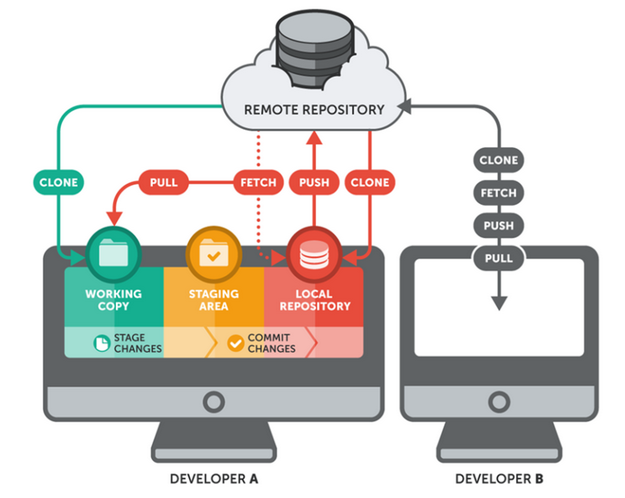 REMOTE REPOSITORY
CLONE
PULL
FETCH
PUSH
CLONE
CLONE
FETCH
PUSH
PULL
WORKING
COPY
STAGING
AREA
LOCAL
REPOSITORY
STAGE
CHANGES
COMMIT
CHANGES
DEVELOPER A
DEVELOPER B